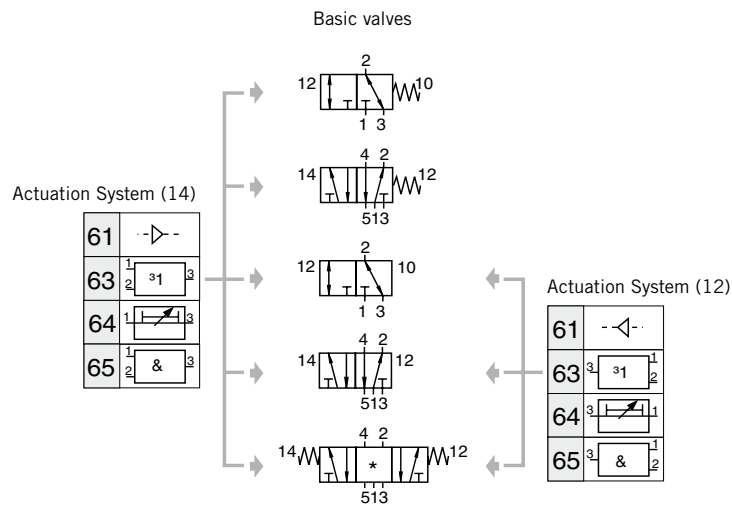 Basic valves
2
12 10
1 3
4 2
14 12
513
2
12 10
1 3
4 2
14 12
513
4 2
14 * 12
513
Actuation System (14)
61
63 1 2 ³1 3
64 1 3
65 1 2 & 3
Actuation System (12)
61
63 3 ³1 1 2
64 3 1
65 3 & 1 2